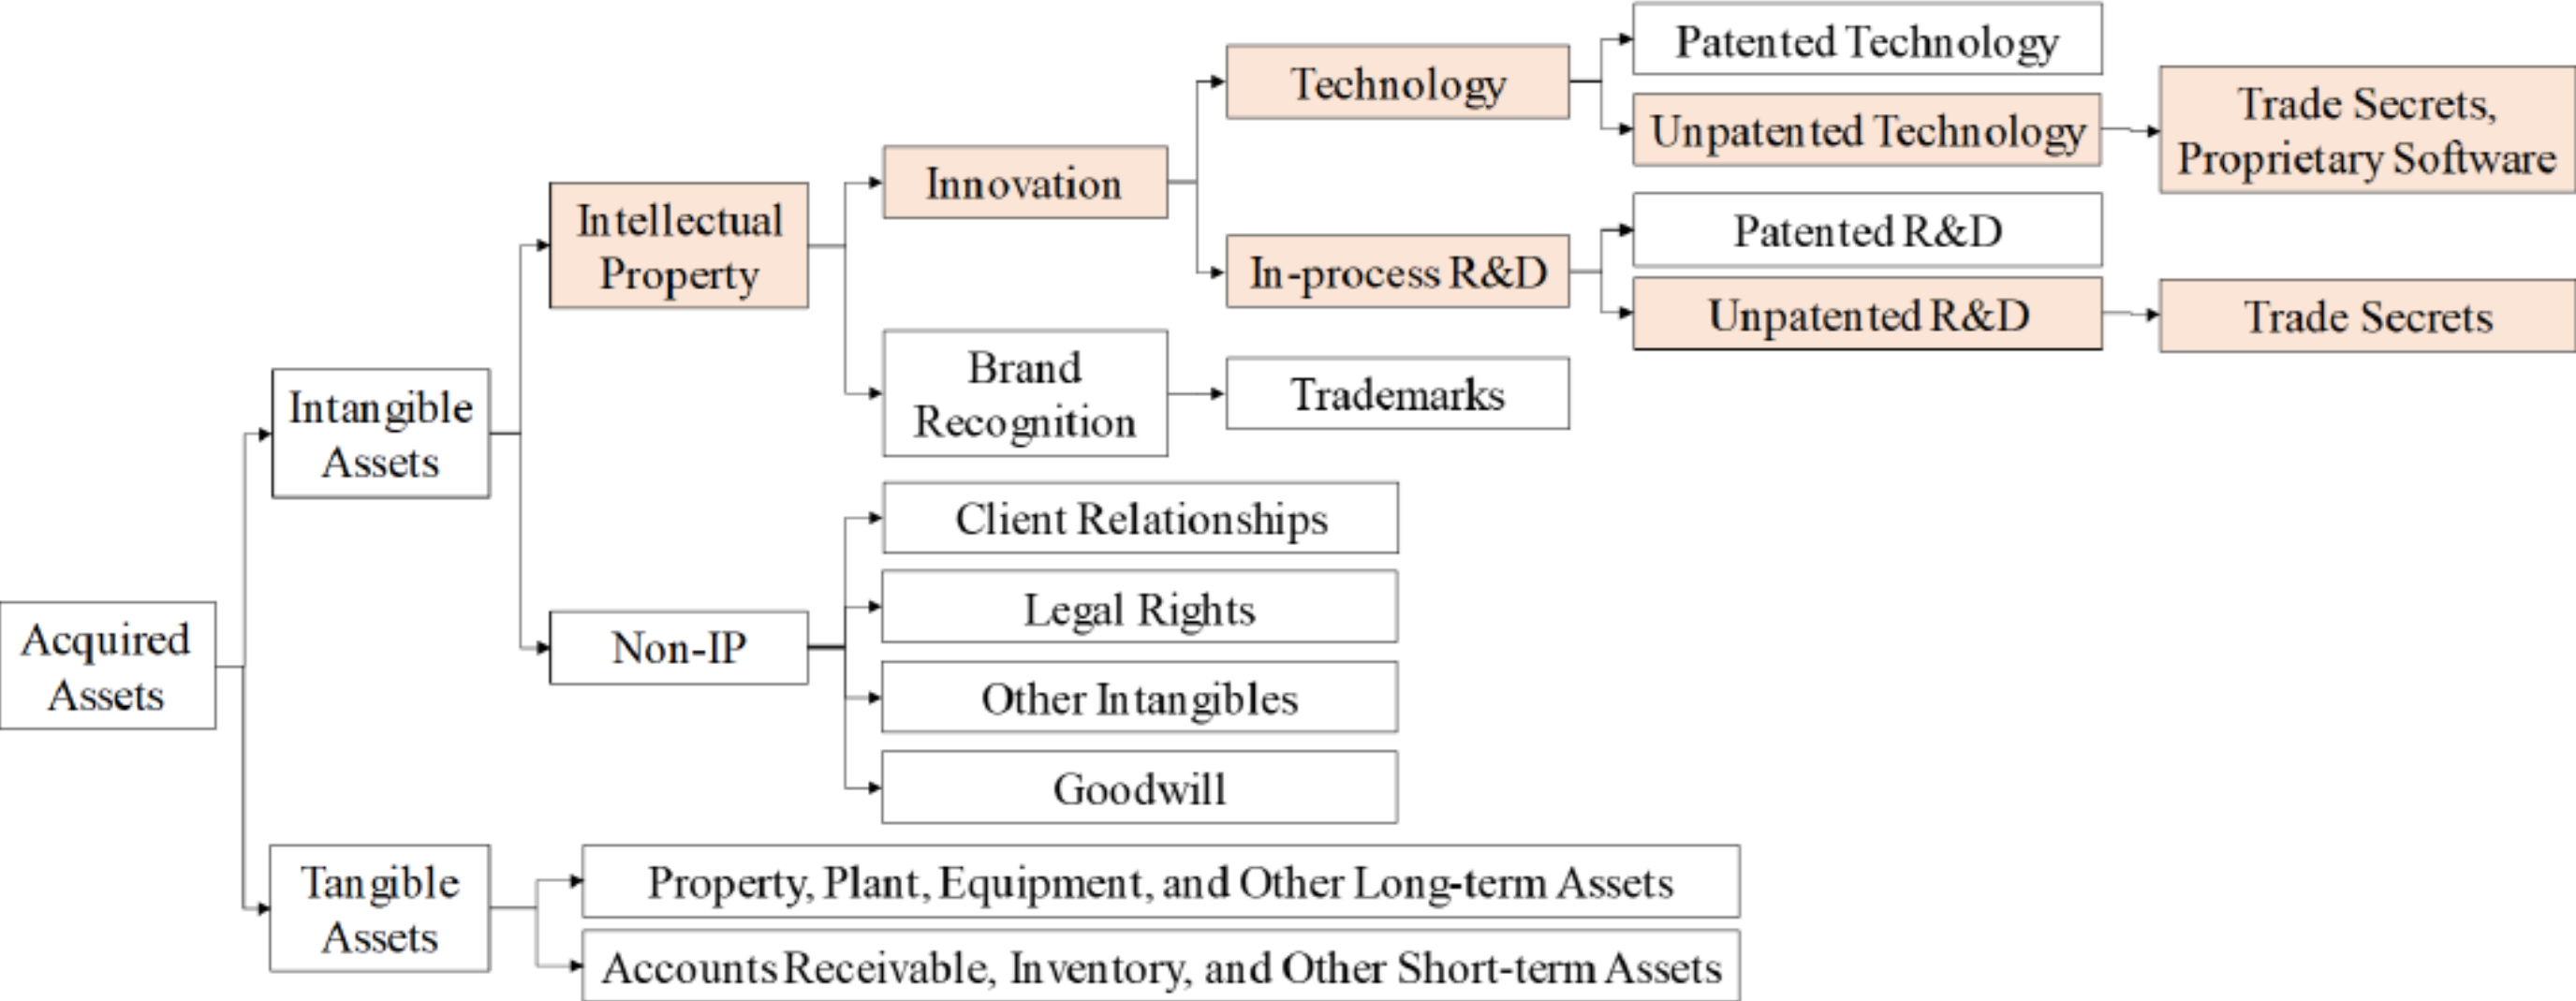 Acquired
Assets
Intangible
Assets
Tangible
Assets
Intellectual
Property
Non-IP
Innovation
Brand
Recognition
Technology
In-process R&D
Trademarks
Patented Technology
Unpatented Technology
Patented R&D
Unpatented R&D
Trade Secrets,
Proprietary Software
Trade Secrets
Client Relationships
Legal Rights
Other Intangibles
Goodwill
Property, Plant, Equipment, and Other Long-term Assets
Accounts Receivable, Inventory, and Other Short-term Assets